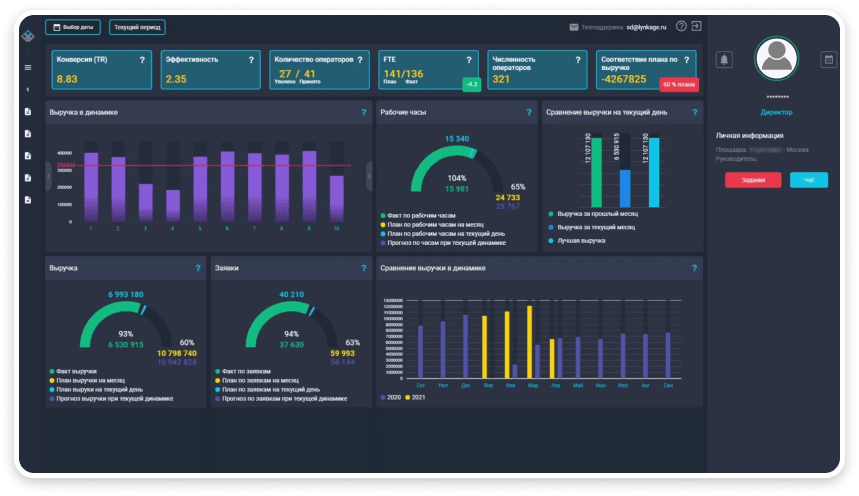 Выбор даты
Текущий период
Техподдержка: sd@lynkage.ru
Конверсия (TR) ?
8.83
Эффективность ?
2.35
Количество операторов ?
27 / 41
Уволено Принято
FTE ?
141/136
План Факт
-4.3
Численность операторов ?
321
Соответствие плана по выручке ?
-4267825
60 % плана
********
Директор
Личная информация
Площадка: - Москва
Руководитель:
Задания
Чат
Выручка в динамике ?
400000
300000
200000
100000
0
1 2 3 4 5 6 7 8 9 10
Рабочие часы ?
15 340
104%
15 981
65%
24 733
25 767
Факт по рабочим часам
План по рабочим часам на месяц
План по рабочим часам на текущий день
Прогноз по часам при текущей динамике
Сравнение выручки на текущий день ?
12 107 130
6 530 915
12 107 130
Выручка за прошлый месяц
Выручка за текущий месяц
Лучшая выручка
Выручка ?
6 993 180
93%
6 530 915
60%
10 798 740
10 042 828
Факт выручки
План выручки на месяц
План выруки на текущий день
Прогноз выручки при текущей динамике
Заявки ?
40 210
94%
37 630
63%
59 993
56 144
Факт по заявкам
План по заявкам на месяц
План по заявкам на текущий день
Прогноз по заявкам при текущей динамике
Сравнение выручки в динамике ?
13000000
12000000
11000000
10000000
9000000
8000000
7000000
6000000
5000000
4000000
3000000
2000000
1000000
0
Окт Ноя Дек Янв Фев Мар Апр Май Июн Июл Авг Сен
2020 2021